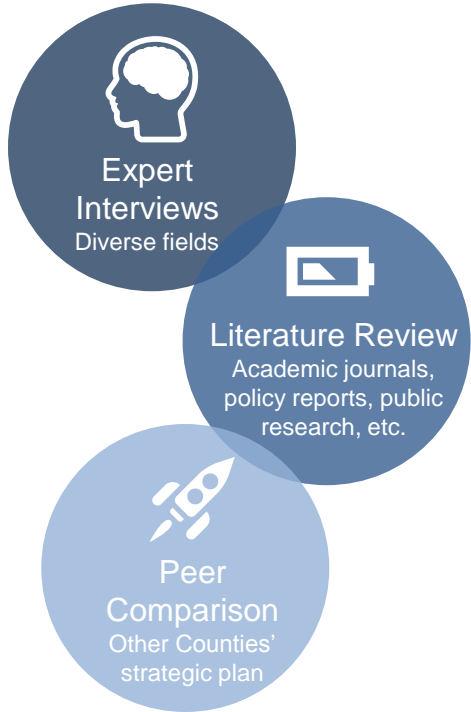 Expert
Interviews
Diverse fields
Literature Review
Academic journals,
policy reports, public
research, etc.
Peer
Comparison
Other Counties’
strategic plan